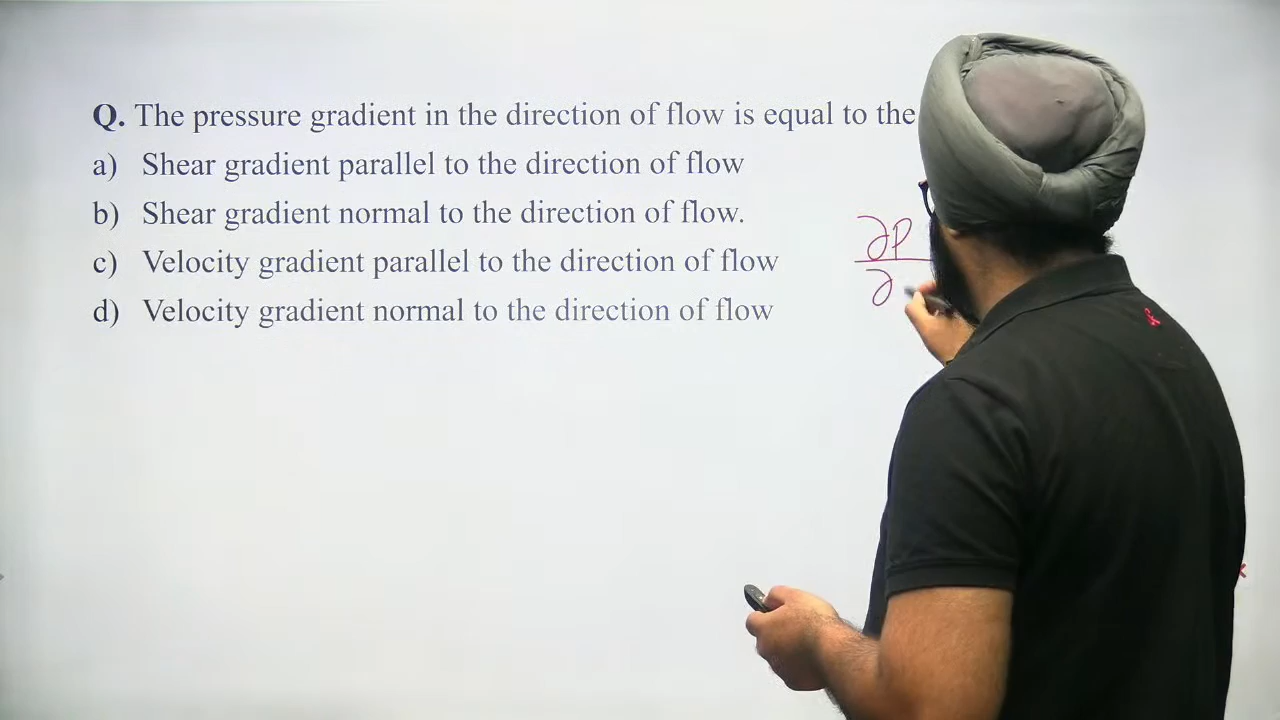 Q. The pressure gradient in the direction of flow is equal to the
a) Shear gradient parallel to the direction of flow
b) Shear gradient normal to the direction of flow.
c) Velocity gradient parallel to the direction of flow
d) Velocity gradient normal to the direction of flow
∂P
∂